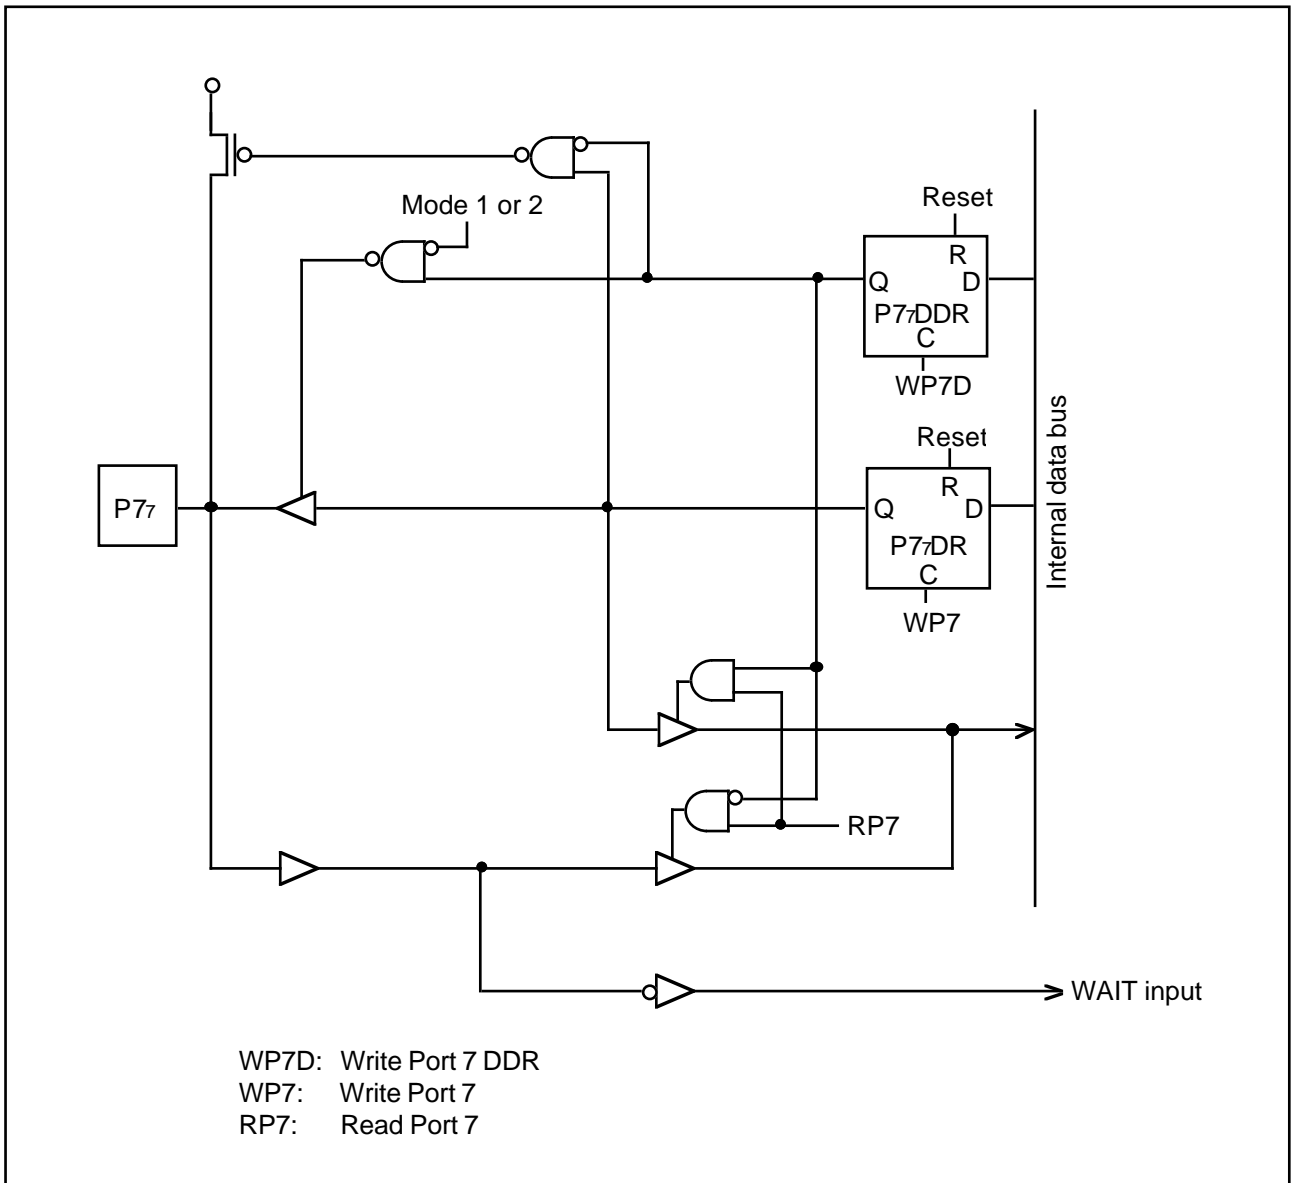 Mode 1 or 2
Reset
R
Q D
P7₇DDR
C
WP7D
Reset
R
P7₇
Q D
P7₇DR
C
WP7
Internal data bus
RP7
WAIT input
WP7D: Write Port 7 DDR
WP7: Write Port 7
RP7: Read Port 7